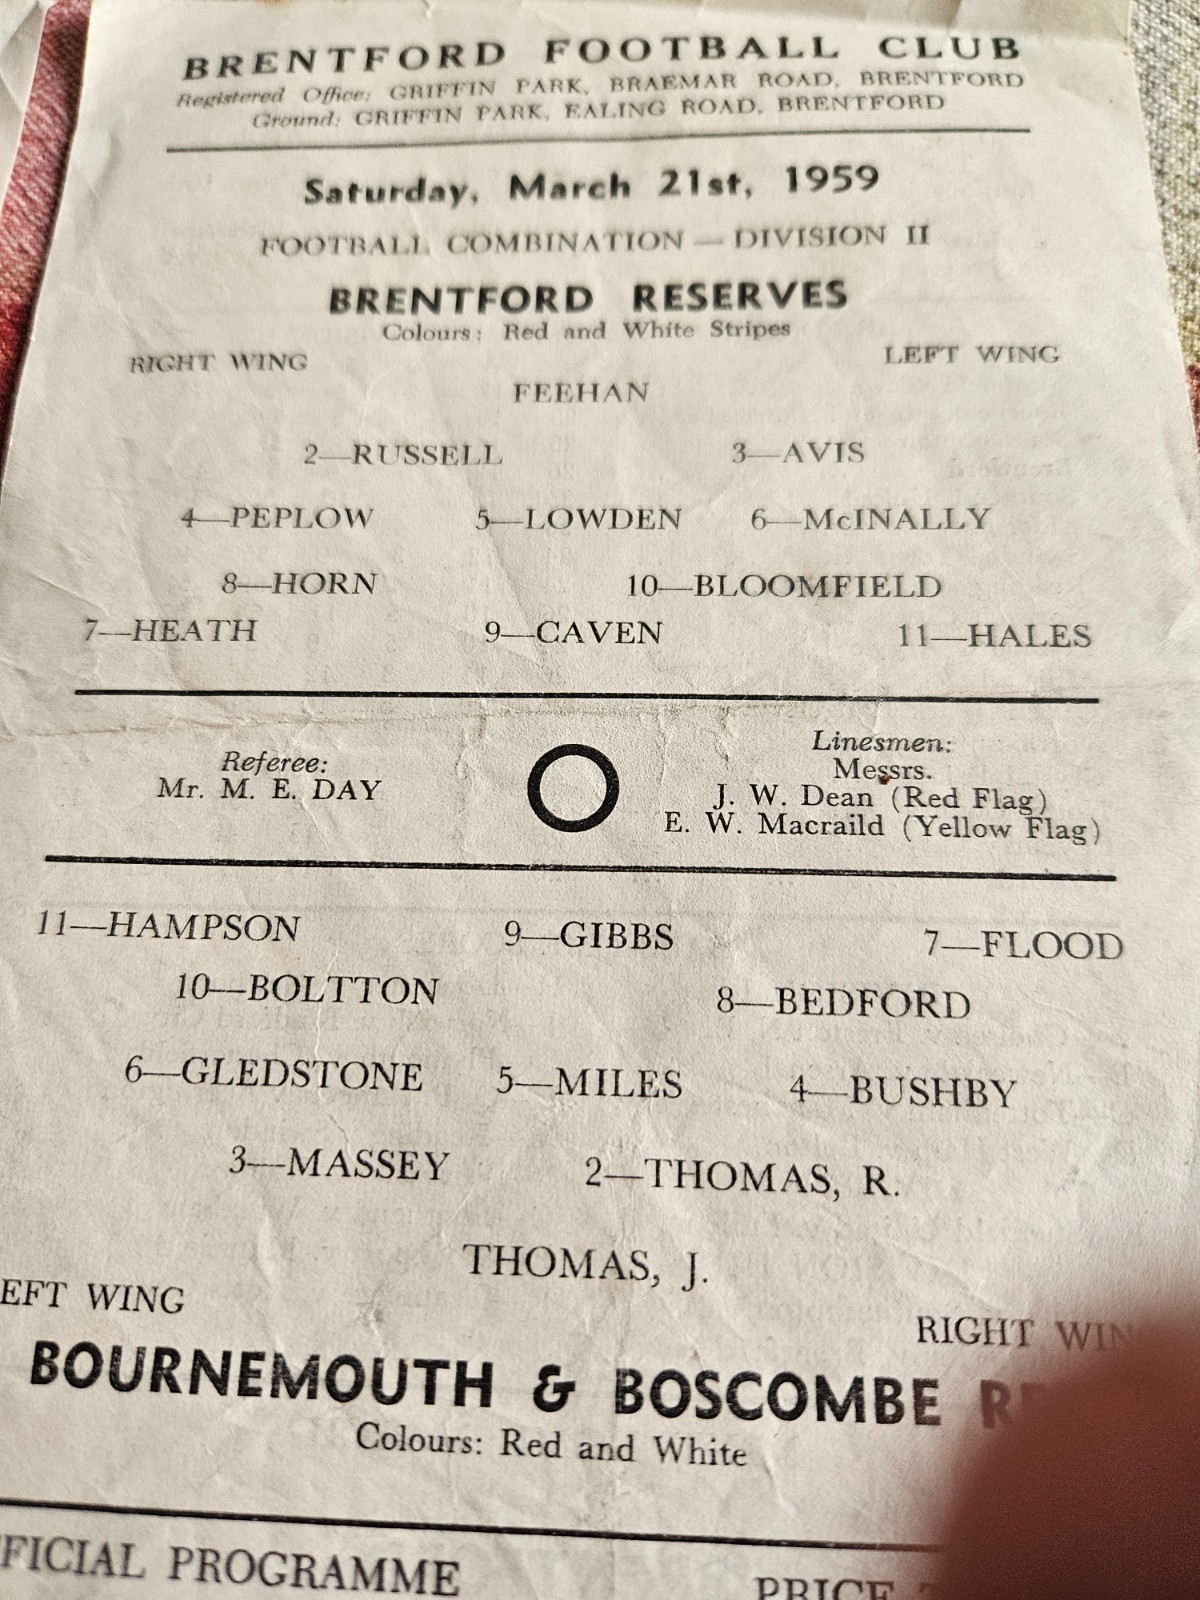 BRENTFORD FOOTBALL CLUB
Registered Office: GRIFFIN PARK, BRAEMAR ROAD, BRENTFORD
Ground: GRIFFIN PARK, EALING ROAD, BRENTFORD
Saturday, March 21st, 1959
FOOTBALL COMBINATION — DIVISION II
BRENTFORD RESERVES
Colours: Red and White Stripes
RIGHT WING LEFT WING
FEEHAN
2—RUSSELL 3—AVIS
4—PEPLOW 5—LOWDEN 6—McINALLY
8—HORN 10—BLOOMFIELD
7—HEATH 9—CAVEN 11—HALES
Referee:
Mr. M. E. DAY
Linesmen:
Messrs.
J. W. Dean (Red Flag)
E. W. Macraild (Yellow Flag)
11—HAMPSON 9—GIBBS 7—FLOOD
10—BOLTTON 8—BEDFORD
6—GLEDSTONE 5—MILES 4—BUSHBY
3—MASSEY 2—THOMAS, R.
THOMAS, J.
EFT WING RIGHT WIN
BOURNEMOUTH & BOSCOMBE
Colours: Red and White
FFICIAL PROGRAMME PRICE